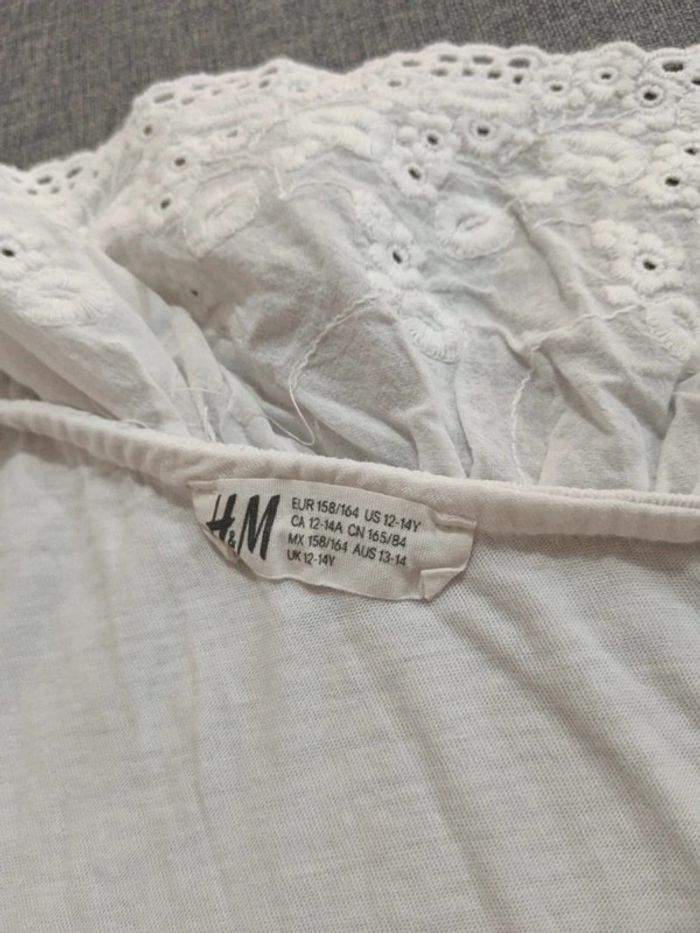 H&M
EUR 158/164 US 12-14Y
CA 12-14A CN 165/84
MX 158/164 AUS 13-14
UK 12-14Y